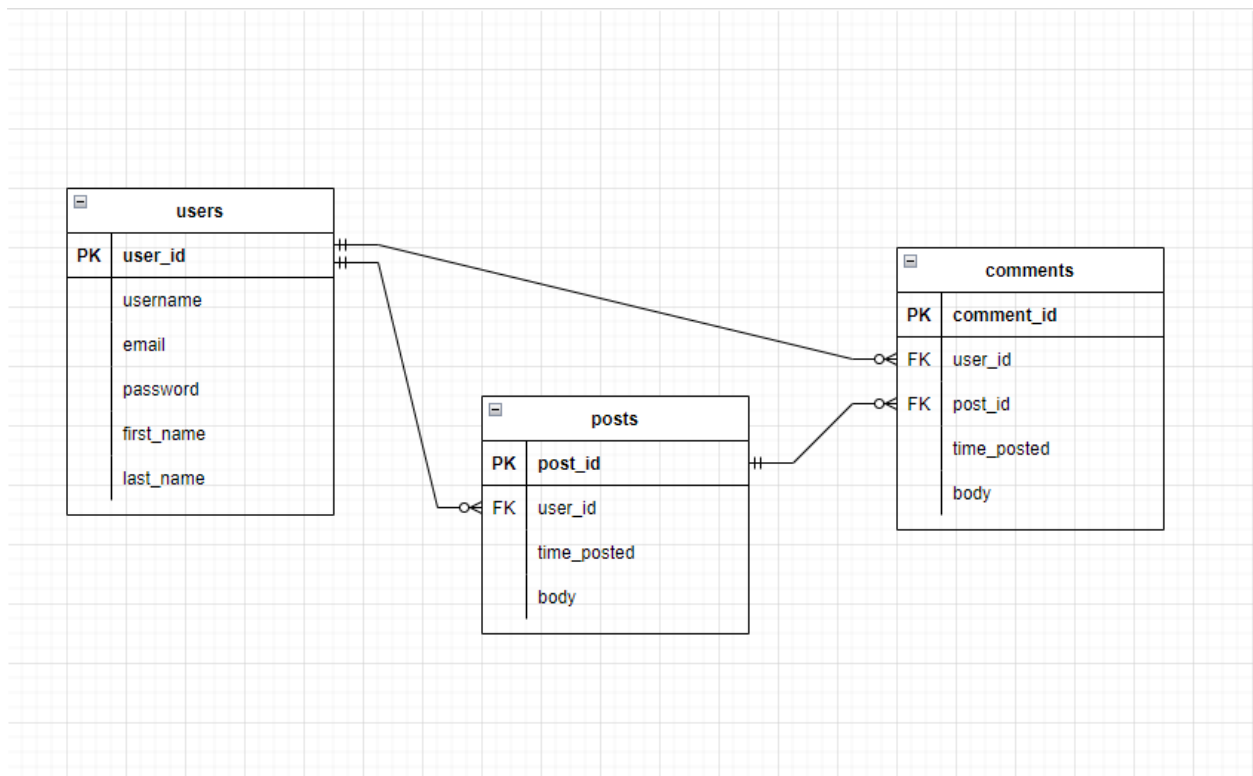 users
PK user_id
username
email
password
first_name
last_name
posts
PK post_id
FK user_id
time_posted
body
comments
PK comment_id
FK user_id
FK post_id
time_posted
body